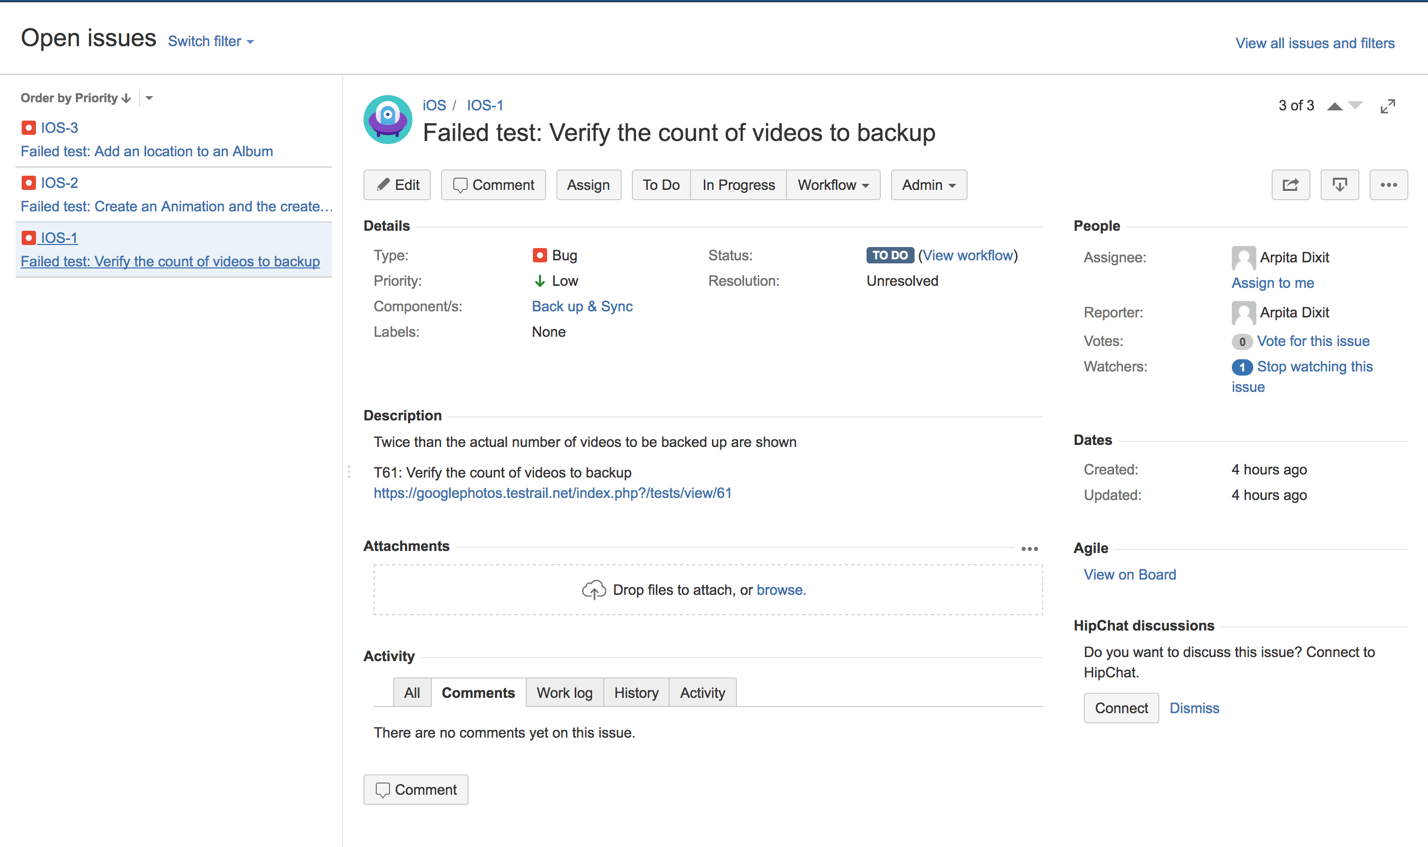 Open issues Switch filter
View all issues and filters
Order by Priority
IOS-3
Failed test: Add an location to an Album
IOS-2
Failed test: Create an Animation and the create…
IOS-1
Failed test: Verify the count of videos to backup
iOS / IOS-1
3 of 3
Failed test: Verify the count of videos to backup
Edit Comment Assign To Do In Progress Workflow Admin
Details
Type: Bug Status: TO DO (View workflow)
Priority: Low Resolution: Unresolved
Component/s: Back up & Sync
Labels: None
Description
Twice than the actual number of videos to be backed up are shown
T61: Verify the count of videos to backup
https://googlephotos.testrail.net/index.php?/tests/view/61
Attachments
Drop files to attach, or browse.
Activity
All Comments Work log History Activity
There are no comments yet on this issue.
Comment
People
Assignee: Arpita Dixit
Assign to me
Reporter: Arpita Dixit
Votes: 0 Vote for this issue
Watchers: 1 Stop watching this
issue
Dates
Created: 4 hours ago
Updated: 4 hours ago
Agile
View on Board
HipChat discussions
Do you want to discuss this issue? Connect to
HipChat.
Connect Dismiss